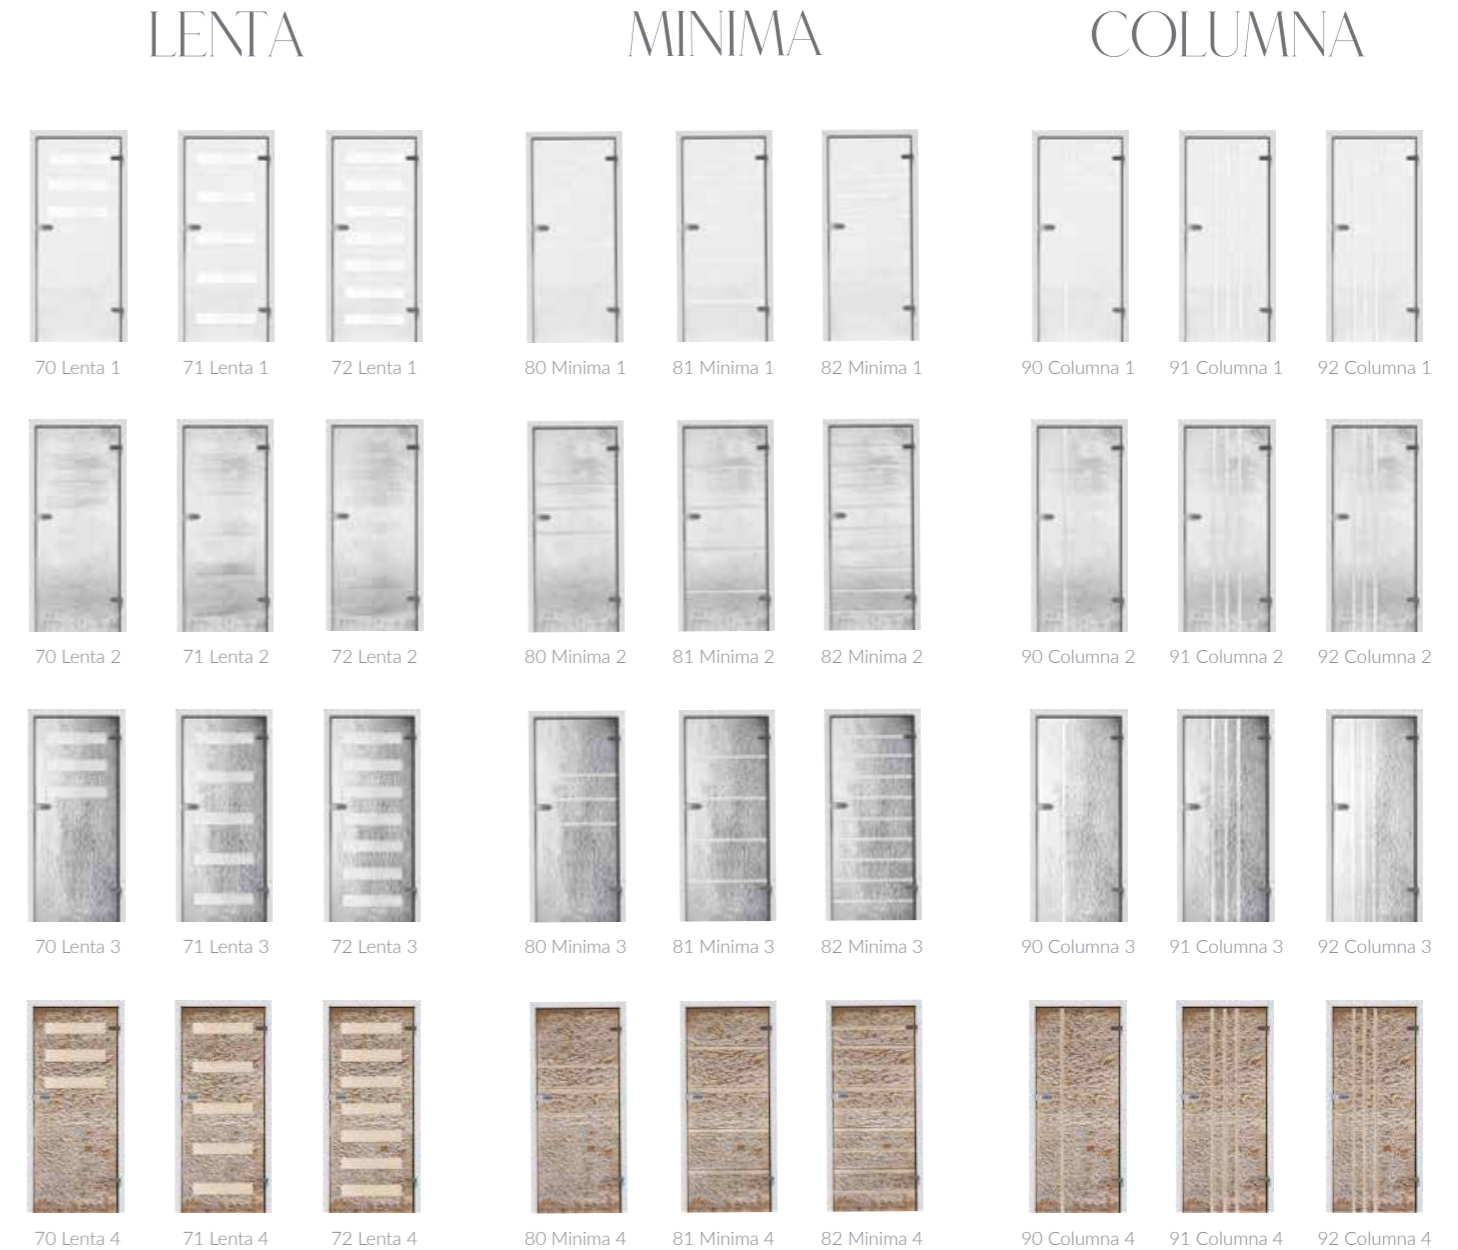 LENTA MINIMA COLUMNA
70 Lenta 1 71 Lenta 1 72 Lenta 1 80 Minima 1 81 Minima 1 82 Minima 1 90 Columna 1 91 Columna 1 92 Columna 1
70 Lenta 2 71 Lenta 2 72 Lenta 2 80 Minima 2 81 Minima 2 82 Minima 2 90 Columna 2 91 Columna 2 92 Columna 2
70 Lenta 3 71 Lenta 3 72 Lenta 3 80 Minima 3 81 Minima 3 82 Minima 3 90 Columna 3 91 Columna 3 92 Columna 3
70 Lenta 4 71 Lenta 4 72 Lenta 4 80 Minima 4 81 Minima 4 82 Minima 4 90 Columna 4 91 Columna 4 92 Columna 4